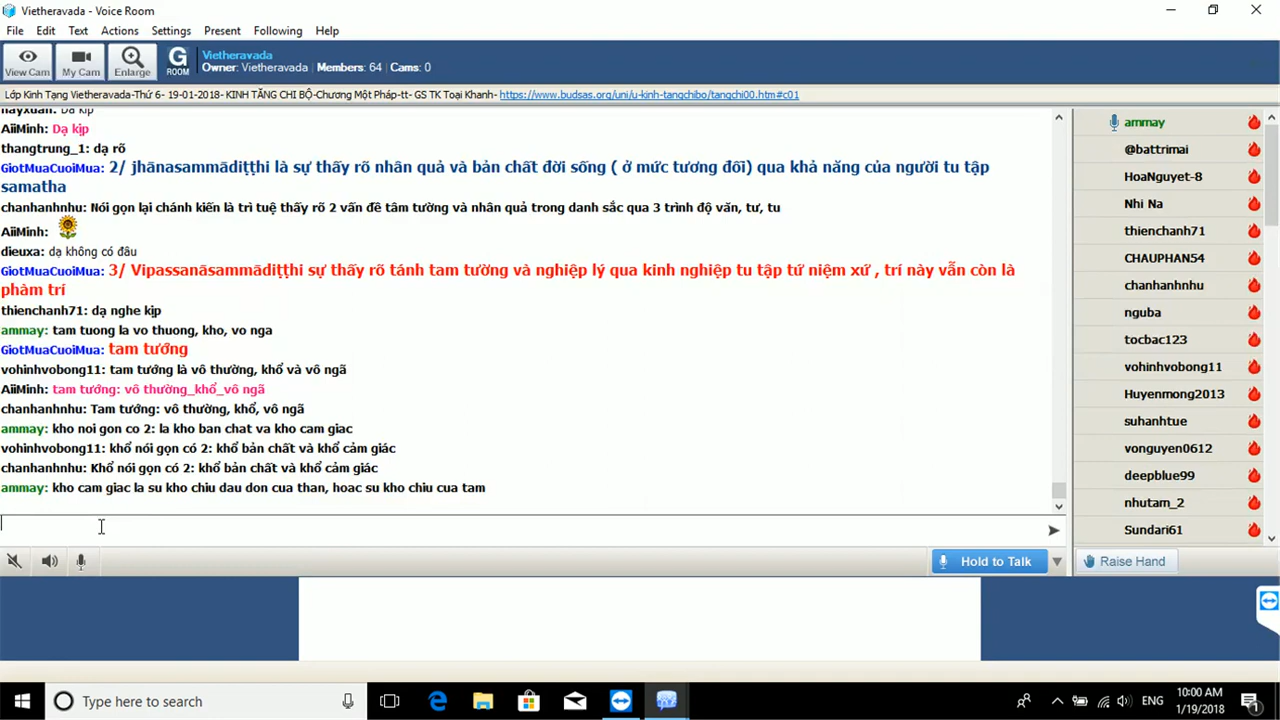 Vietheravada - Voice Room
File Edit Text Actions Settings Present Following Help
View Cam
My Cam
Enlarge
G ROOM
Vietheravada
Owner: Vietheravada | Members: 64 | Cams: 0
Lớp Kinh Tạng Vietheravada-Thứ 6- 19-01-2018- KINH TĂNG CHI BỘ-Chương Một Pháp-tt- GS TK Toại Khanh- https://www.budsas.org/uni/u-kinh-tangchibo/tangchi00.htm#c01
AiiMinh: Dạ kịp
thangtrung_1: dạ rõ
GiotMuaCuoiMua: 2/ jhānasammādiṭṭhi là sự thấy rõ nhân quả và bản chất đời sống ( ở mức tương đối) qua khả năng của người tu tập
samatha
chanhanhnhu: Nói gọn lại chánh kiến là trì tuệ thấy rõ 2 vấn đê tâm tường và nhân quả trong danh sắc qua 3 trình độ văn, tư, tu
AiiMinh:
dieuxa: dạ không có đâu
GiotMuaCuoiMua: 3/ Vipassanāsammādiṭṭhi sự thấy rõ tánh tam tường và nghiệp lý qua kinh nghiệp tu tập tứ niệm xứ , trí này vẫn còn là
phàm trí
thienchanh71: dạ nghe kịp
ammay: tam tuong la vo thuong, kho, vo nga
GiotMuaCuoiMua: tam tướng
vohinhvobong11: tam tướng là vô thường, khổ và vô ngã
AiiMinh: tam tướng: vô thường_khổ_vô ngã
chanhanhnhu: Tam tướng: vô thường, khổ, vô ngã
ammay: kho noi gon co 2: la kho ban chat va kho cam giac
vohinhvobong11: khổ nói gọn có 2: khổ bản chất và khổ cảm giác
chanhanhnhu: Khổ nói gọn có 2: khổ bản chất và khổ cảm giác
ammay: kho cam giac la su kho chiu dau don cua than, hoac su kho chiu cua tam
ammay
@battrimai
HoaNguyet-8
Nhi Na
thienchanh71
CHAUPHAN54
chanhanhnhu
nguba
tocbac123
vohinhvobong11
Huyenmong2013
suhanhtue
vonguyen0612
deepblue99
nhutam_2
Sundari61
Hold to Talk
Raise Hand
Type here to search
ENG
10:00 AM
1/19/2018
1